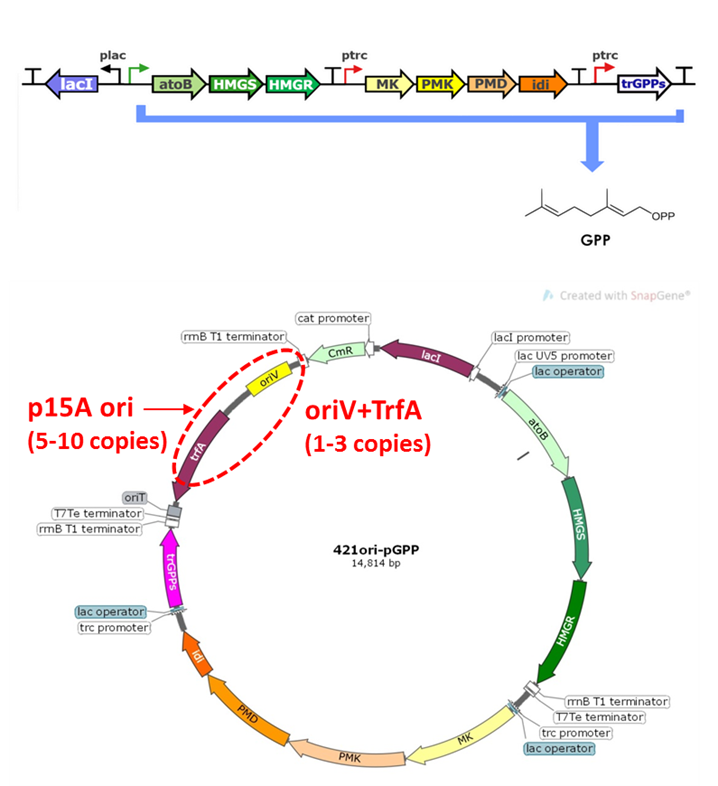 plac
ptrc
ptrc
lacI
atoB
HMGS
HMGR
MK
PMK
PMD
idi
trGPPs
OPP
GPP
Created with SnapGene®
cat promoter
rrnB T1 terminator
CmR
lacI
lacI promoter
lac UV5 promoter
lac operator
oriV
atoB
p15A ori
(5-10 copies)
oriV+TrfA
(1-3 copies)
trfA
oriT
T7Te terminator
rrnB T1 terminator
HMGS
421ori-pGPP
14,814 bp
trGPPs
lac operator
trc promoter
HMGR
idi
rrnB T1 terminator
T7Te terminator
trc promoter
lac operator
PMD
MK
PMK